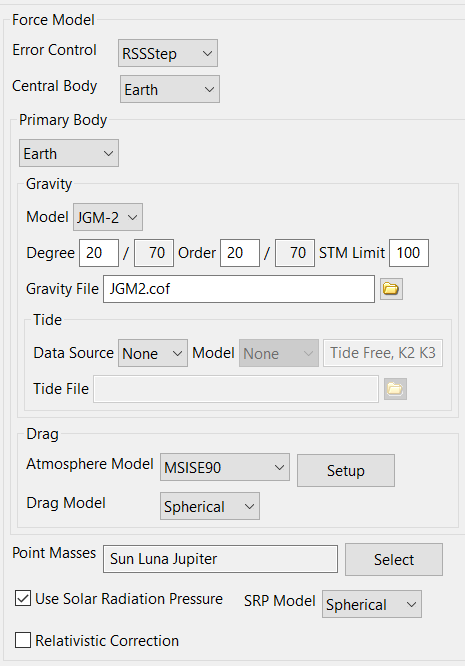 Force Model
Error Control RSSStep
Central Body Earth
Primary Body
Earth
Gravity
Model JGM-2
Degree 20 / 70 Order 20 / 70 STM Limit 100
Gravity File JGM2.cof
Tide
Data Source None Model None Tide Free, K2 K3
Tide File
Drag
Atmosphere Model MSISE90 Setup
Drag Model Spherical
Point Masses Sun Luna Jupiter Select
Use Solar Radiation Pressure SRP Model Spherical
Relativistic Correction